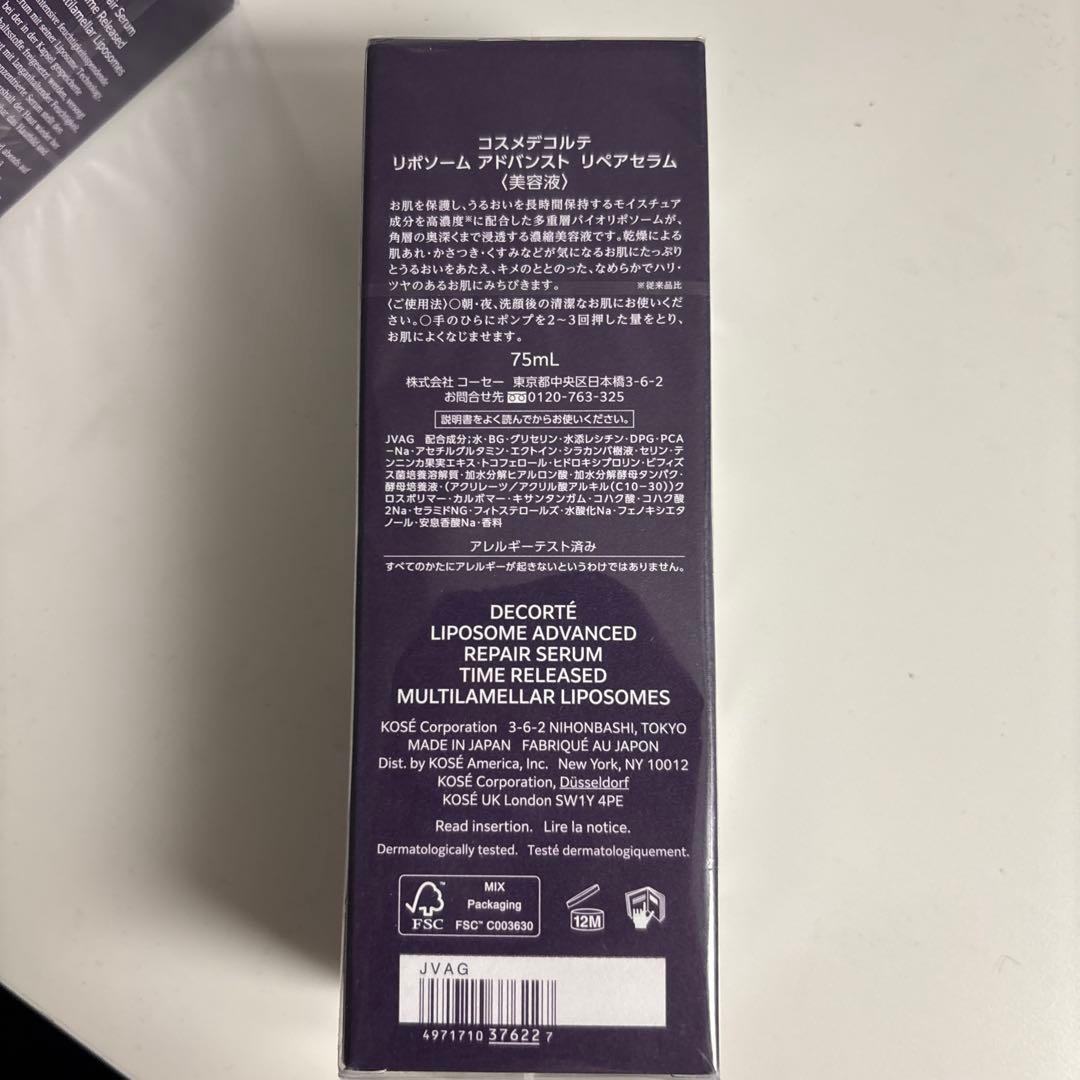 air Serum
me Released
tilamellar Liposomes
コスメデコルテ
リポソーム アドバンスト リペアセラム
〈美容液〉
お肌を保護し、うるおいを長時間保持するモイスチュア
成分を高濃度※に配合した多重層バイオリポソームが、
角層の奥深くまで浸透する濃縮美容液です。乾燥による
肌あれ・かさつき・くすみなどが気になるお肌にたっぷり
とうるおいをあたえ、キメのととのった、なめらかでハリ・
ツヤのあるお肌にみちびきます。 ※従来品比
〈ご使用法〉○朝・夜、洗顔後の清潔なお肌にお使いくだ
さい。○手のひらにポンプを2~3回押した量をとり、
お肌によくなじませます。
75mL
株式会社 コーセー 東京都中央区日本橋3-6-2
お問合せ先 0120-763-325
説明書をよく読んでからお使いください。
JVAG 配合成分;水・BG・グリセリン・水添レシチン・DPG・PCA
-Na・アセチルグルタミン・エクトイン・シラカンバ樹液・セリン・テ
ンニンカ果実エキス・トコフェロール・ヒドロキシプロリン・ビフィズ
ス菌培養溶解質・加水分解ヒアルロン酸・加水分解酵母タンパク・
酵母培養液・(アクリレーツ/アクリル酸アルキル(C10-30))ク
ロスポリマー・カルボマー・キサンタンガム・コハク酸・コハク酸
2Na・セラミドNG・フィトステロールズ・水酸化Na・フェノキシエタ
ノール・安息香酸Na・香料
アレルギーテスト済み
すべてのかたにアレルギーが起きないというわけではありません。
DECORTÉ
LIPOSOME ADVANCED
REPAIR SERUM
TIME RELEASED
MULTILAMELLAR LIPOSOMES
KOSÉ Corporation 3-6-2 NIHONBASHI, TOKYO
MADE IN JAPAN FABRIQUÉ AU JAPON
Dist. by KOSÉ America, Inc. New York, NY 10012
KOSÉ Corporation, Düsseldorf
KOSÉ UK London SW1Y 4PE
Read insertion. Lire la notice.
Dermatologically tested. Testé dermatologiquement.
MIX
Packaging
FSC™ C003630
FSC
12M
JVAG
4971710 37622 7